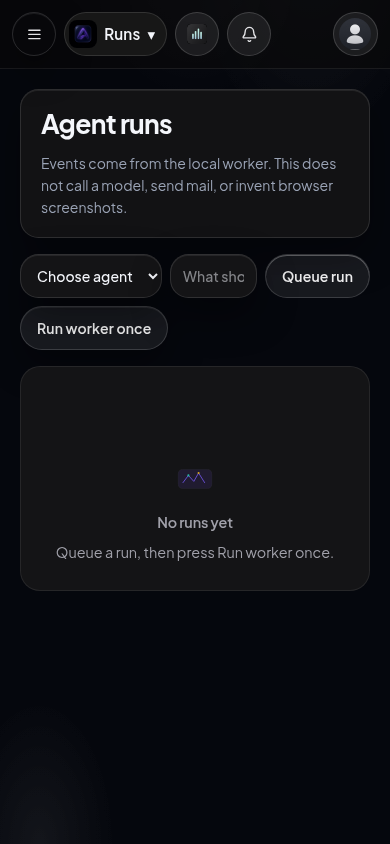 Runs ▾
Agent runs
Events come from the local worker. This does
not call a model, send mail, or invent browser
screenshots.
Choose agent
What sho
Queue run
Run worker once
No runs yet
Queue a run, then press Run worker once.